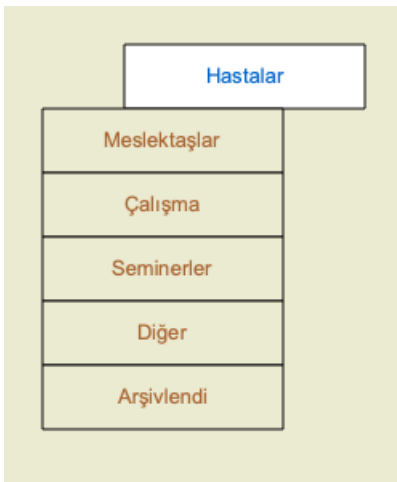 Hastalar
Meslektaşlar
Çalışma
Seminerler
Diğer
Arşivlendi